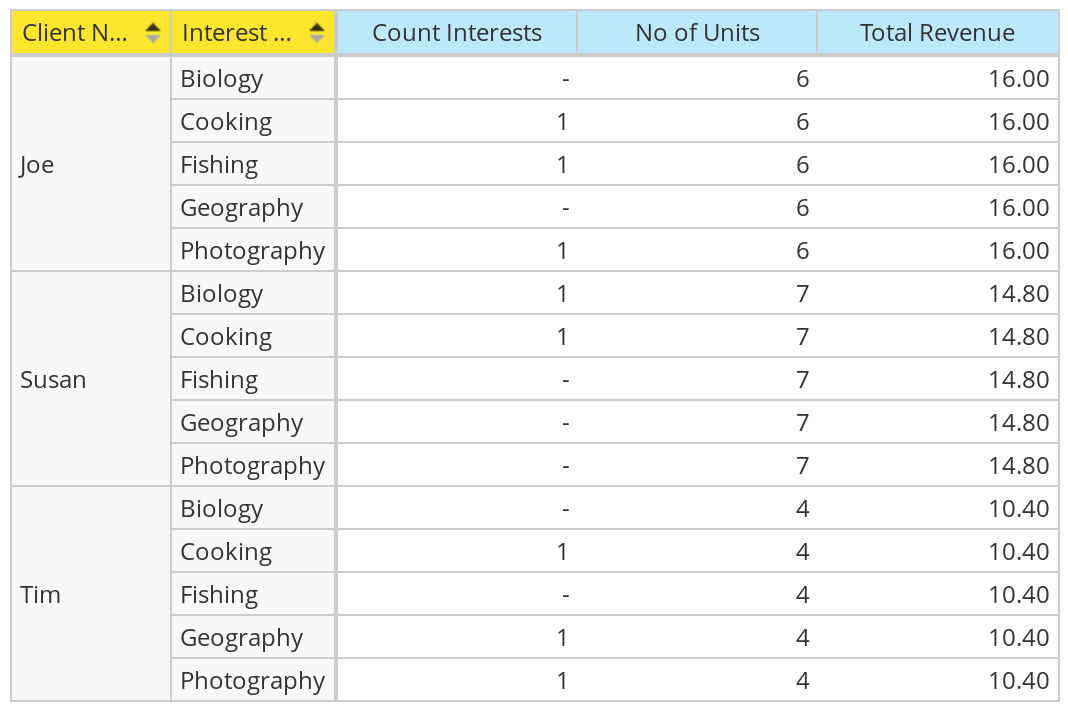 Client N... Interest ... Count Interests No of Units Total Revenue
Joe Biology - 6 16.00
Cooking 1 6 16.00
Fishing 1 6 16.00
Geography - 6 16.00
Photography 1 6 16.00
Susan Biology 1 7 14.80
Cooking 1 7 14.80
Fishing - 7 14.80
Geography - 7 14.80
Photography - 7 14.80
Tim Biology - 4 10.40
Cooking 1 4 10.40
Fishing - 4 10.40
Geography 1 4 10.40
Photography 1 4 10.40